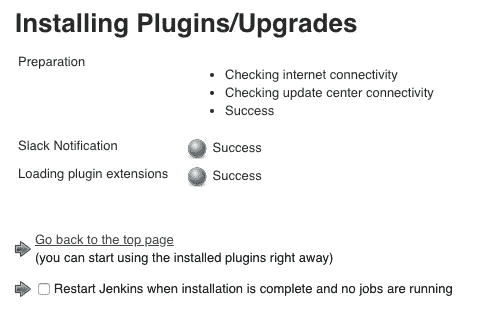 Installing Plugins/Upgrades
Preparation
Checking internet connectivity
Checking update center connectivity
Success
Slack Notification Success
Loading plugin extensions Success
Go back to the top page
(you can start using the installed plugins right away)
Restart Jenkins when installation is complete and no jobs are running